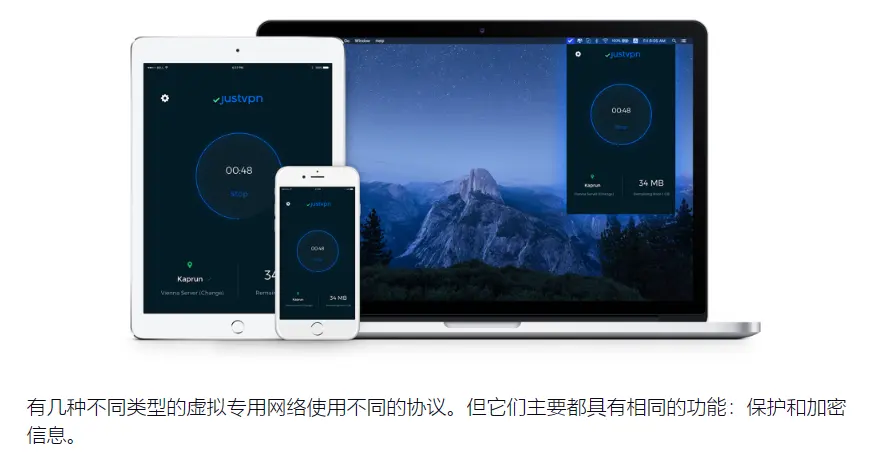 justvpn
00:48
Stop
Kaprun
Vienna Server (Change)
34
justvpn
00:48
Kaprun
34 MB
Window Help
justvpn
00:48
Stop
Kaprun
34 MB
Vienna Server (Change)
有几种不同类型的虚拟专用网络使用不同的协议。但它们主要都具有相同的功能：保护和加密
信息。